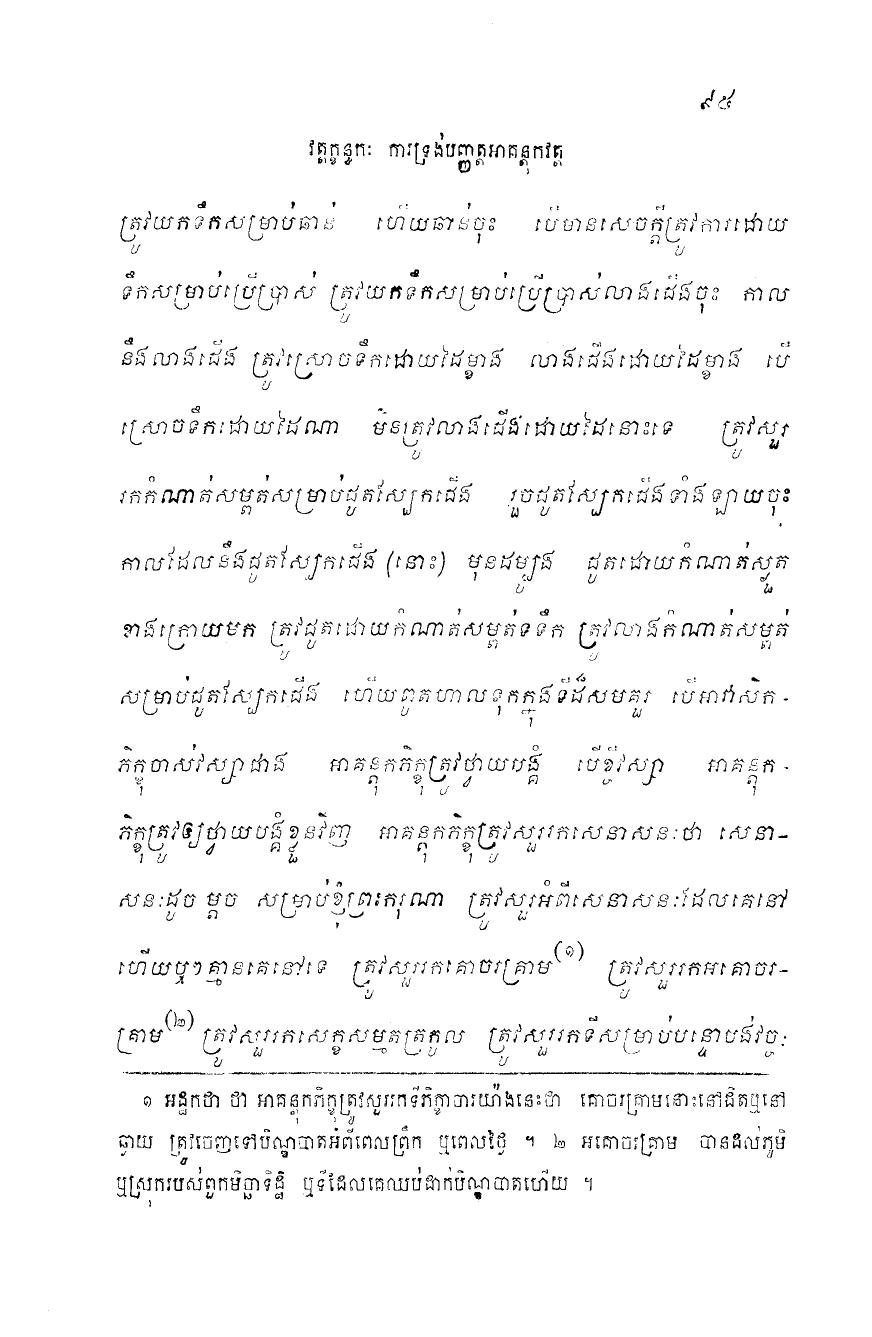 ៩៥
វត្តក្ខន្ធកៈ ការទ្រង់បញ្ញត្តអាគន្តុកវត្ត
ត្រូវយកទឹកសម្រាប់ឆាន់ ហើយឆាន់ចុះ បើមានសេចក្តីត្រូវការដោយ
ទឹកសម្រាប់ប្រើប្រាស់ ត្រូវយកទឹកសម្រាប់ប្រើប្រាស់លាងជើងចុះ កាល
នឹងលាងជើង ត្រូវស្រោចទឹកដោយដៃម្ខាង លាងជើងដោយដៃម្ខាង បើ
ស្រោចទឹកដោយដៃណា មិនត្រូវលាងជើងដោយដៃនោះទេ ត្រូវសួរ
រកកំណាត់សម្ពត់សម្រាប់ជូតស្បែកជើង រួចជូតស្បែកជើងទាំងឡាយចុះ
កាលដែលនឹងជូតស្បែកជើង (នោះ) មុនដម្បូង ជូតដោយកំណាត់ស្ងួត
ខាងក្រោយមក ត្រូវជូតដោយកំណាត់សម្ពត់ទទឹក ត្រូវលាងកំណាត់សម្ពត់
សម្រាប់ជូតស្បែកជើង ហើយពូតហាលទុកក្នុងទីដ៏សមគួរ បើអាវាសិក-
ភិក្ខុចាស់វស្សាជាង អាគន្តុកភិក្ខុត្រូវថ្វាយបង្គំ បើខ្ចីវស្សា អាគន្តុក-
ភិក្ខុត្រូវឲ្យថ្វាយបង្គំខ្លួនវិញ អាគន្តុកភិក្ខុត្រូវសួររកសេនាសនៈថា សេនា-
សនៈដូច ម្តេច សម្រាប់ខ្ញុំព្រះករុណា ត្រូវសួរអំពីសេនាសនៈដែលគេនៅ
ហើយឬៗគ្មានគេនៅទេ ត្រូវសួររកគោចរគ្រាម(១) ត្រូវសួររកអគោចរ-
គ្រាម(២) ត្រូវសួររកសេក្ខសម្មតត្រកូល ត្រូវសួររកទីសម្រាប់បន្ទោបង់វច្ចៈ
១ អដ្ឋកថា ថា អាគន្តុកភិក្ខុត្រូវសួររកទីភិក្ខាចារយ៉ាងនេះថា គោចរគ្រាមនោះនៅជិតឬនៅ
ឆ្ងាយ ត្រូវចេញទៅបិណ្ឌបាតអំពីពេលព្រឹក ឬពេលថ្ងៃ ។ ២ អគោចរគ្រាម បានដល់ភូមិ
ឬស្រុករបស់ពួកមិច្ឆាទិដ្ឋិ ឬទីដែលគេឈប់ដាក់បិណ្ឌបាតហើយ ។